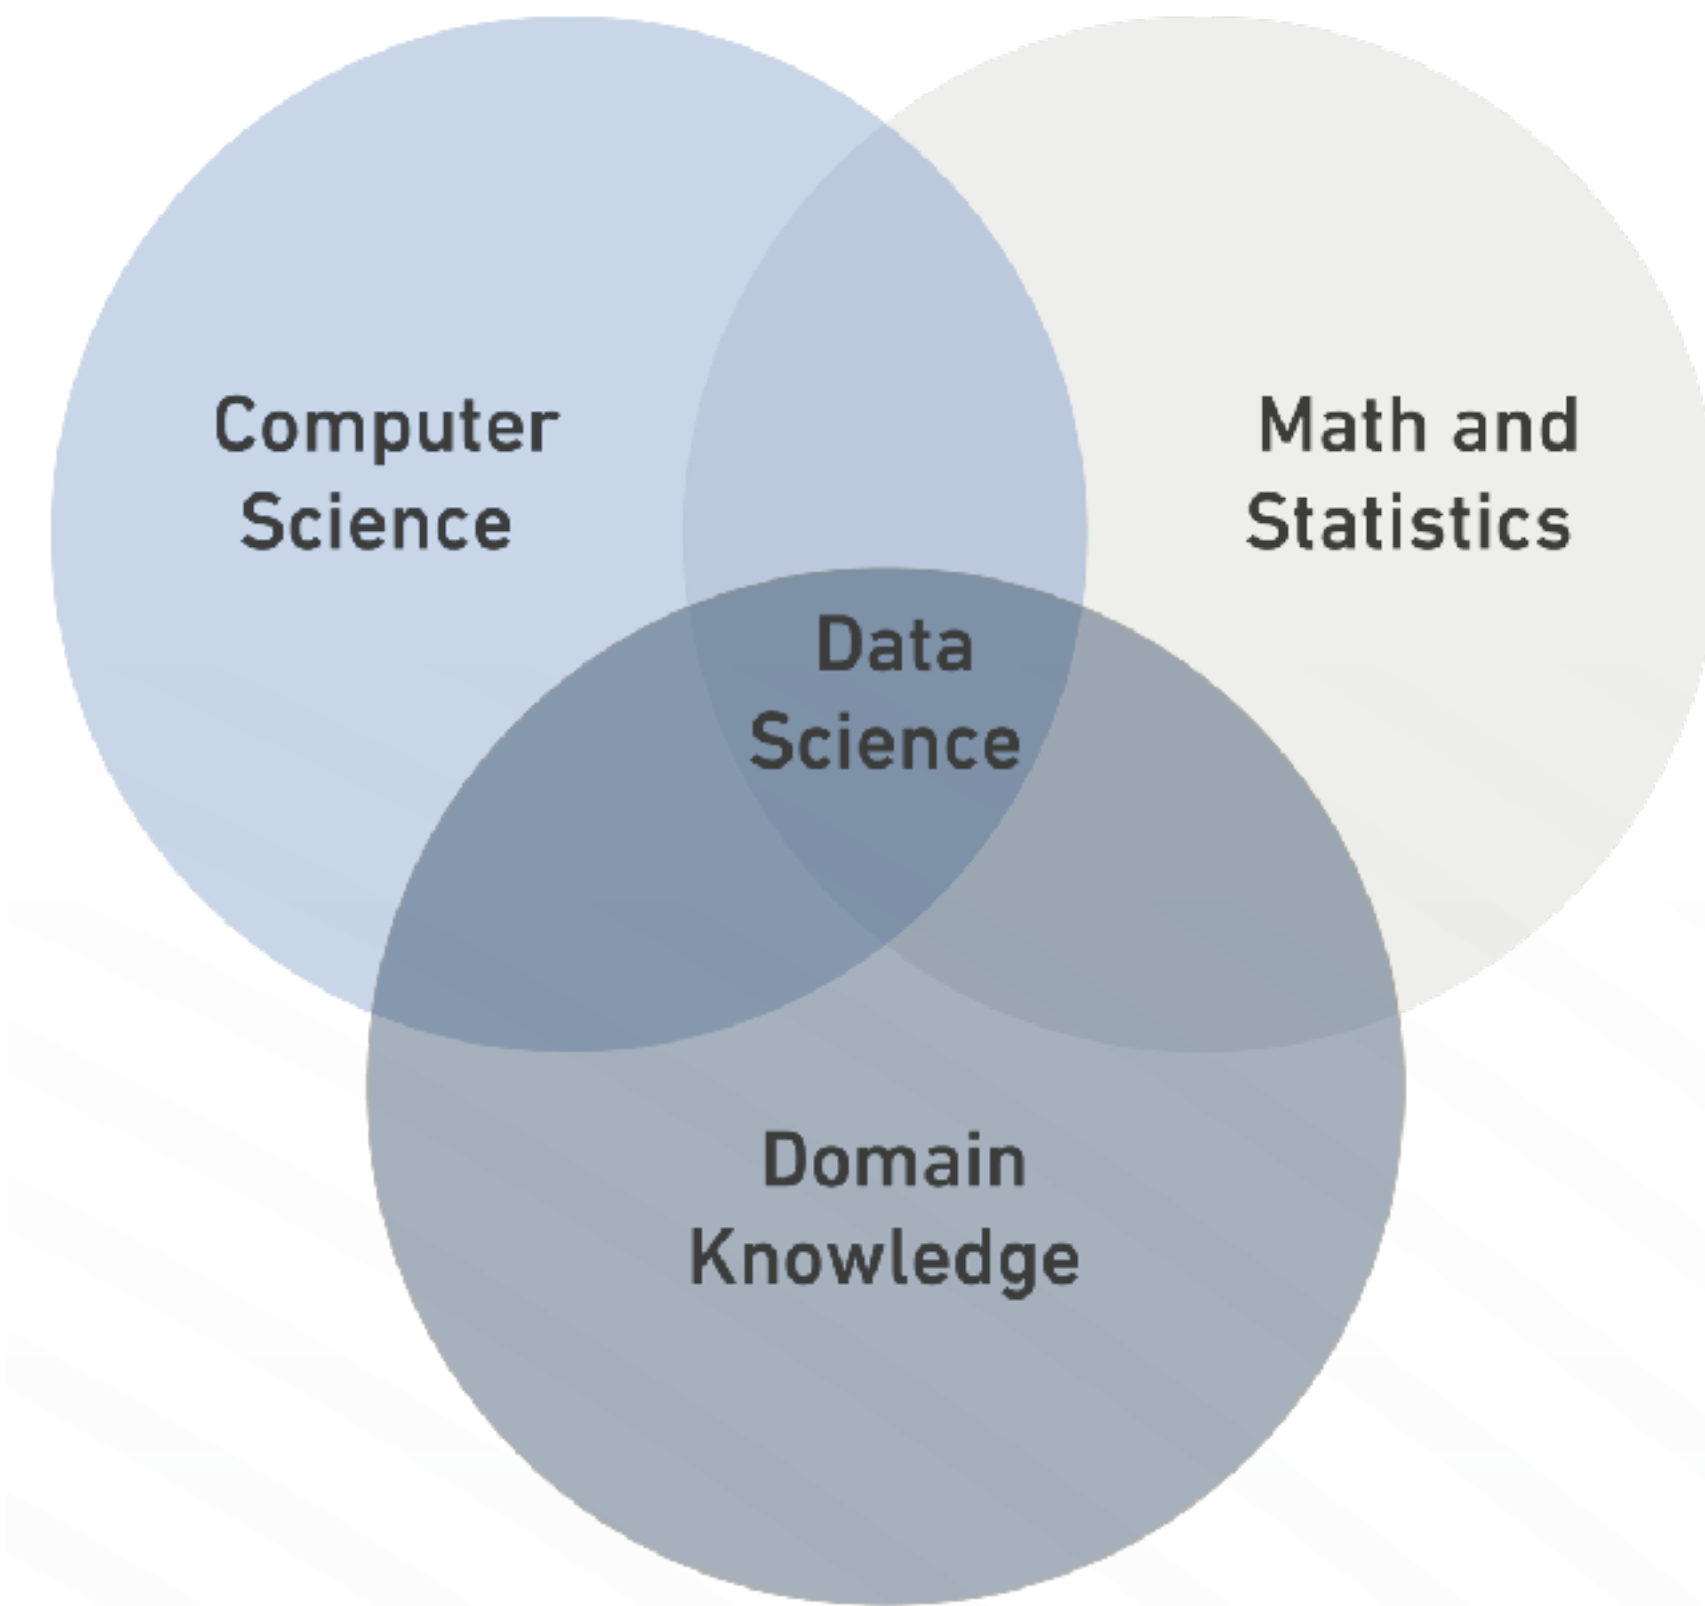 Computer
Science
Math and
Statistics
Data
Science
Domain
Knowledge